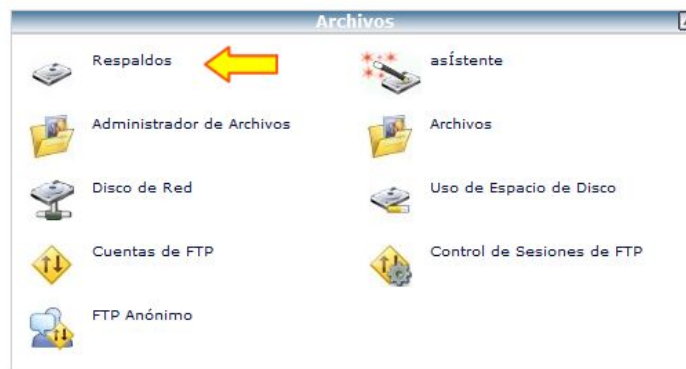 Archivos
Respaldos
asÍstente
Administrador de Archivos
Archivos
Disco de Red
Uso de Espacio de Disco
Cuentas de FTP
Control de Sesiones de FTP
FTP Anónimo